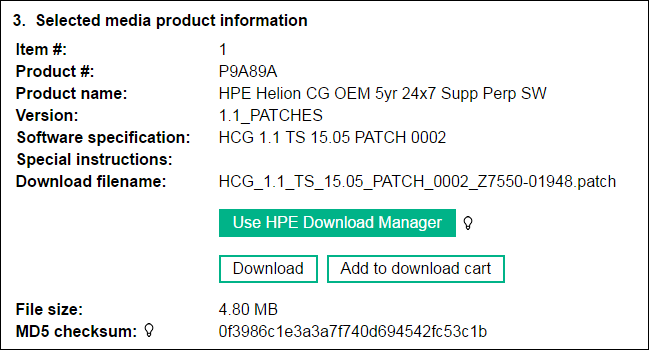 3. Selected media product information
Item #: 1
Product #: P9A89A
Product name: HPE Helion CG OEM 5yr 24x7 Supp Perp SW
Version: 1.1_PATCHES
Software specification: HCG 1.1 TS 15.05 PATCH 0002
Special instructions:
Download filename: HCG_1.1_TS_15.05_PATCH_0002_Z7550-01948.patch
Use HPE Download Manager
Download Add to download cart
File size: 4.80 MB
MD5 checksum: 0f3986c1e3a3a7f740d694542fc53c1b